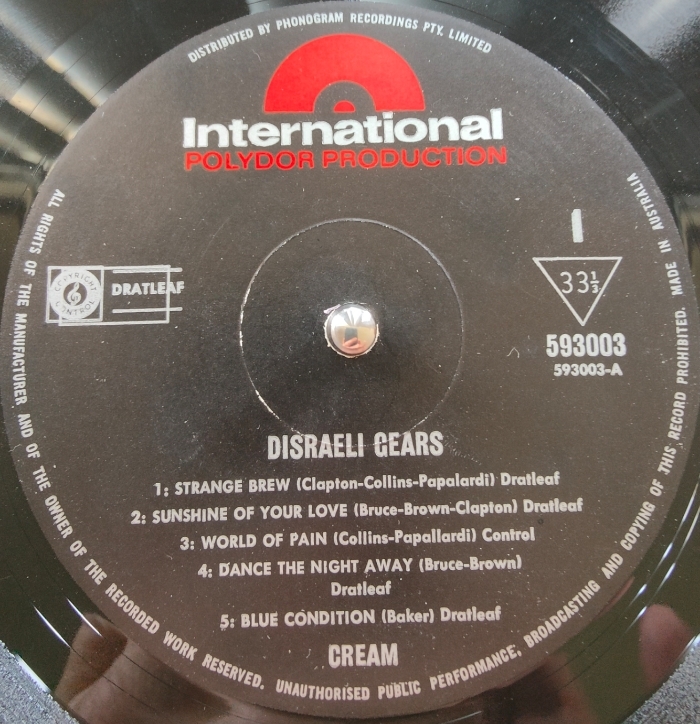 DISTRIBUTED BY PHONOGRAM RECORDINGS PTY. LIMITED
International
POLYDOR PRODUCTION
1
COPYRIGHT CONTROL
DRATLEAF
33⅓
593003
593003-A
DISRAELI GEARS
1: STRANGE BREW (Clapton-Collins-Papalardi) Dratleaf
2: SUNSHINE OF YOUR LOVE (Bruce-Brown-Clapton) Dratleaf
3: WORLD OF PAIN (Collins-Papallardi) Control
4: DANCE THE NIGHT AWAY (Bruce-Brown)
Dratleaf
5: BLUE CONDITION (Baker) Dratleaf
CREAM
ALL RIGHTS OF THE MANUFACTURER AND OF THE OWNER OF THE RECORDED WORK RESERVED. UNAUTHORISED PUBLIC PERFORMANCE, BROADCASTING AND COPYING OF THIS RECORD PROHIBITED. MADE IN AUSTRALIA